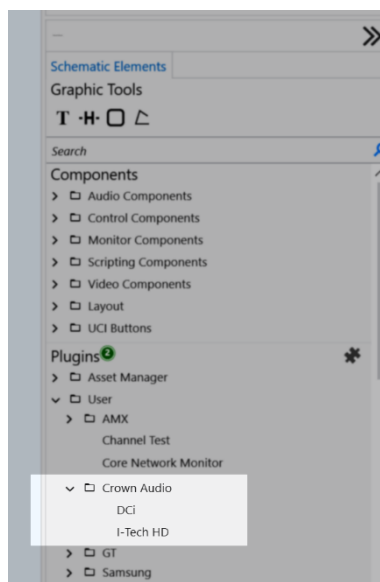 Schematic Elements
Graphic Tools
T ·H·
Search
Components
Audio Components
Control Components
Monitor Components
Scripting Components
Video Components
Layout
UCI Buttons
Plugins 2
Asset Manager
User
AMX
Channel Test
Core Network Monitor
Crown Audio
DCi
I-Tech HD
GT
Samsung